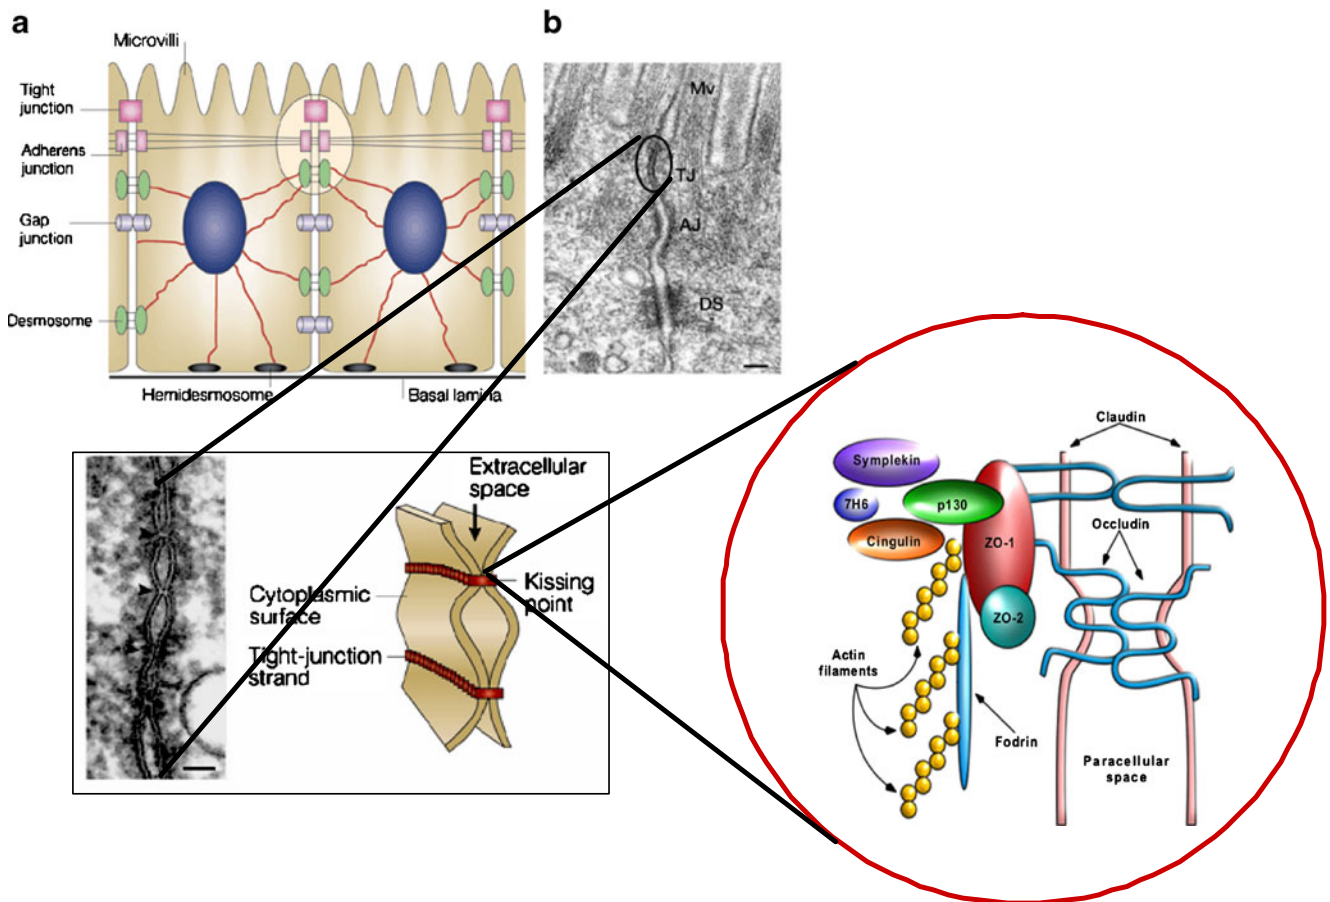 a
Microvilli
Tight
junction
Adherens
junction
Gap
junction
Desmosome
Hemidesmosome
Basal lamina
b
Mv
TJ
AJ
DS
Extracellular
space
Cytoplasmic
surface
Kissing
point
Tight-junction
strand
Claudin
Symplekin
7H6
p130
Cingulin
ZO-1
Occludin
ZO-2
Actin
filaments
Fodrin
Paracellular
space